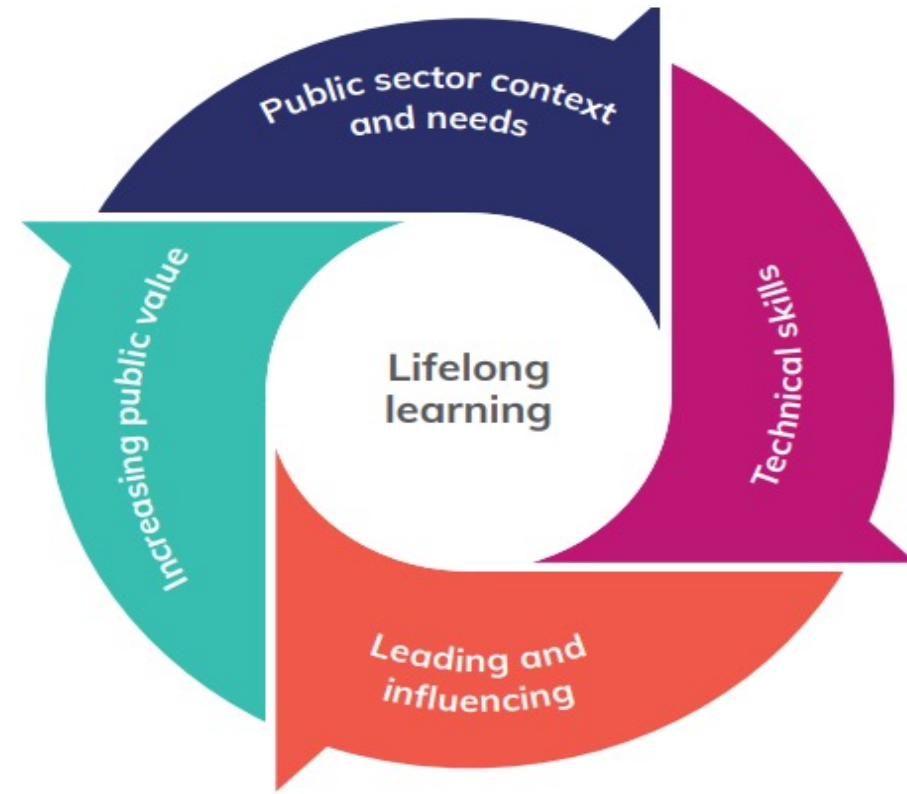 Public sector context
and needs
Technical skills
Lifelong
learning
Increasing public value
Leading and
influencing